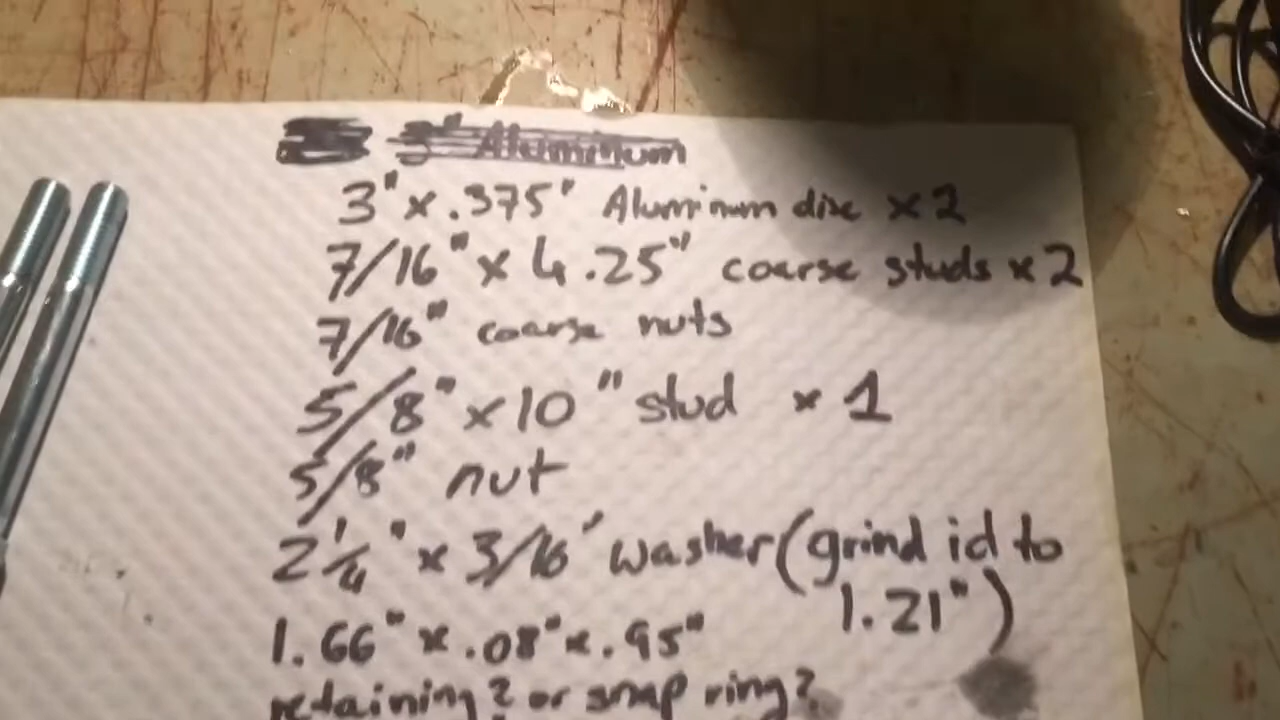 3" Aluminum
3" x .375" Aluminum disc x 2
7/16" x 4.25" coarse studs x 2
7/16" coarse nuts
5/8" x 10" stud x 1
5/8" nut
2 1/4" x 3/16" washer (grind id to
1.21")
1.66" x .08" x .95"
retaining? or snap ring?